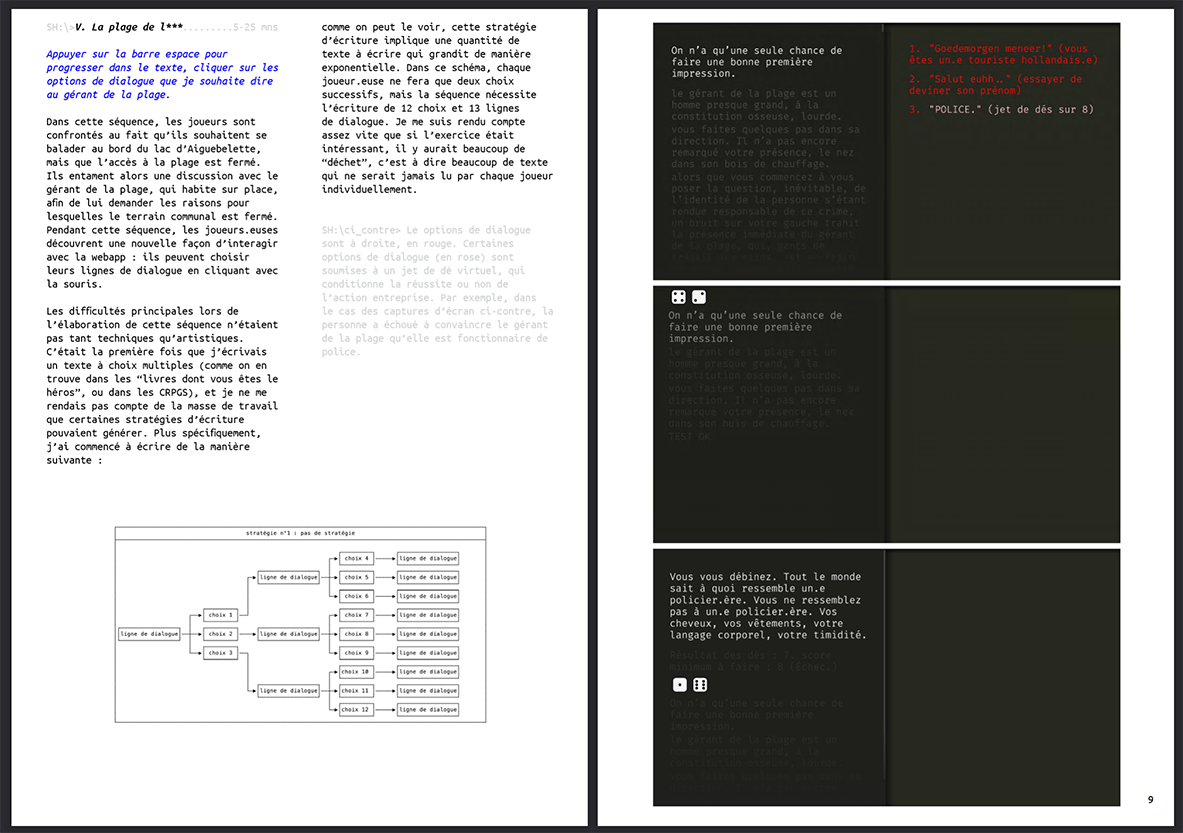 SH:\>V. La plage de l***.........5-25 mns
Appuyer sur la barre espace pour
progresser dans le texte, cliquer sur les
options de dialogue que je souhaite dire
au gérant de la plage.
Dans cette séquence, les joueurs sont
confrontés au fait qu’ils souhaitent se
balader au bord du lac d’Aiguebelette,
mais que l’accès à la plage est fermé.
Ils entament alors une discussion avec le
gérant de la plage, qui habite sur place,
afin de lui demander les raisons pour
lesquelles le terrain communal est fermé.
Pendant cette séquence, les joueurs.euses
découvrent une nouvelle façon d’interagir
avec la webapp : ils peuvent choisir
leurs lignes de dialogue en cliquant avec
la souris.
Les difficultés principales lors de
l’élaboration de cette séquence n’étaient
pas tant techniques qu’artistiques.
C’était la première fois que j’écrivais
un texte à choix multiples (comme on en
trouve dans les “livres dont vous êtes le
héros”, ou dans les CRPGS), et je ne me
rendais pas compte de la masse de travail
que certaines stratégies d’écriture
pouvaient générer. Plus spécifiquement,
j’ai commencé à écrire de la manière
suivante :
comme on peut le voir, cette stratégie
d’écriture implique une quantité de
texte à écrire qui grandit de manière
exponentielle. Dans ce schéma, chaque
joueur.euse ne fera que deux choix
successifs, mais la séquence nécessite
l’écriture de 12 choix et 13 lignes
de dialogue. Je me suis rendu compte
assez vite que si l’exercice était
intéressant, il y aurait beaucoup de
“déchet”, c’est à dire beaucoup de texte
qui ne serait jamais lu par chaque joueur
individuellement.
SH:\ci_contre> Le options de dialogue
sont à droite, en rouge. Certaines
options de dialogue (en rose) sont
soumises à un jet de dé virtuel, qui
conditionne la réussite ou non de
l’action entreprise. Par exemple, dans
le cas des captures d’écran ci-contre, la
personne a échoué à convaincre le gérant
de la plage qu’elle est fonctionnaire de
police.
stratégie n°1 : pas de stratégie
ligne de dialogue
choix 1
choix 2
choix 3
ligne de dialogue
ligne de dialogue
ligne de dialogue
choix 4
choix 5
choix 6
choix 7
choix 8
choix 9
choix 10
choix 11
choix 12
ligne de dialogue
ligne de dialogue
ligne de dialogue
ligne de dialogue
ligne de dialogue
ligne de dialogue
ligne de dialogue
ligne de dialogue
ligne de dialogue
On n’a qu’une seule chance de
faire une bonne première
impression.
le gérant de la plage est un
homme presque grand, à la
constitution osseuse, lourde.
vous faites quelques pas dans sa
direction. Il n’a pas encore
remarqué votre présence, le nez
dans son bois de chauffage.
alors que vous commencez à vous
poser la question, inévitable, de
l’identité de la personne s’étant
rendue responsable de ce crime,
un bruit sur votre gauche trahit
la présence immédiate du gérant
de la plage, qui,
1. "Goedemorgen meneer!" (vous
êtes un.e touriste hollandais.e)
2. "Salut euhh.." (essayer de
deviner son prénom)
3. "POLICE." (jet de dés sur 8)
On n’a qu’une seule chance de
faire une bonne première
impression.
le gérant de la plage est un
homme presque grand, à la
constitution osseuse, lourde.
vous faites quelques pas dans sa
direction. Il n’a pas encore
remarqué votre présence, le nez
dans son bois de chauffage.
TEST OK
Vous vous débinez. Tout le monde
sait à quoi ressemble un.e
policier.ère. Vous ne ressemblez
pas à un.e policier.ère. Vos
cheveux, vos vêtements, votre
langage corporel, votre timidité.
Résultat des dés : 7. score
minimum à faire : 8 (Échec.)
On n’a qu’une seule chance de
faire une bonne première
impression.
le gérant de la plage est un
homme presque grand, à la
constitution osseuse, lourde.
9